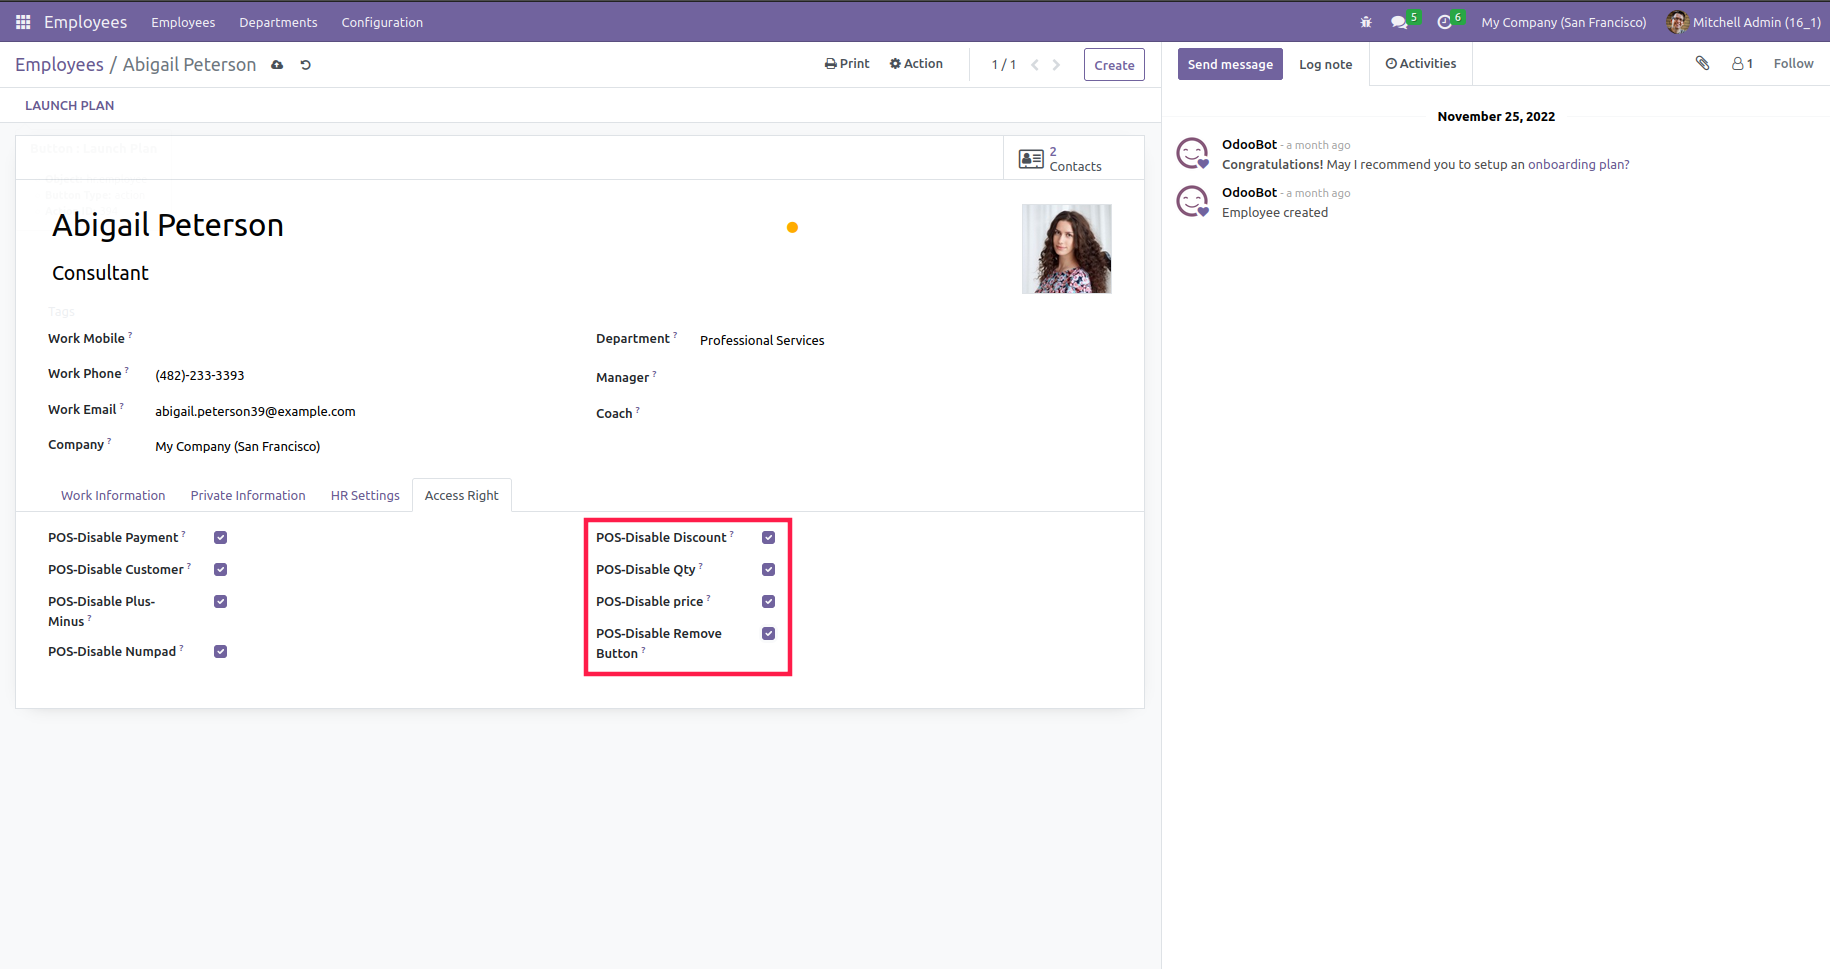 Employees Employees Departments Configuration 5 6 My Company (San Francisco) Mitchell Admin (16_1)
Employees / Abigail Peterson Print Action 1 / 1 Create
LAUNCH PLAN
2
Contacts
Abigail Peterson
Consultant
Tags
Work Mobile ?
Work Phone ? (482)-233-3393
Work Email ? abigail.peterson39@example.com
Company ? My Company (San Francisco)
Department ? Professional Services
Manager ?
Coach ?
Work Information Private Information HR Settings Access Right
POS-Disable Payment ?
POS-Disable Customer ?
POS-Disable Plus-
Minus ?
POS-Disable Numpad ?
POS-Disable Discount ?
POS-Disable Qty ?
POS-Disable price ?
POS-Disable Remove
Button ?
Send message Log note Activities 1 Follow
November 25, 2022
OdooBot - a month ago
Congratulations! May I recommend you to setup an onboarding plan?
OdooBot - a month ago
Employee created